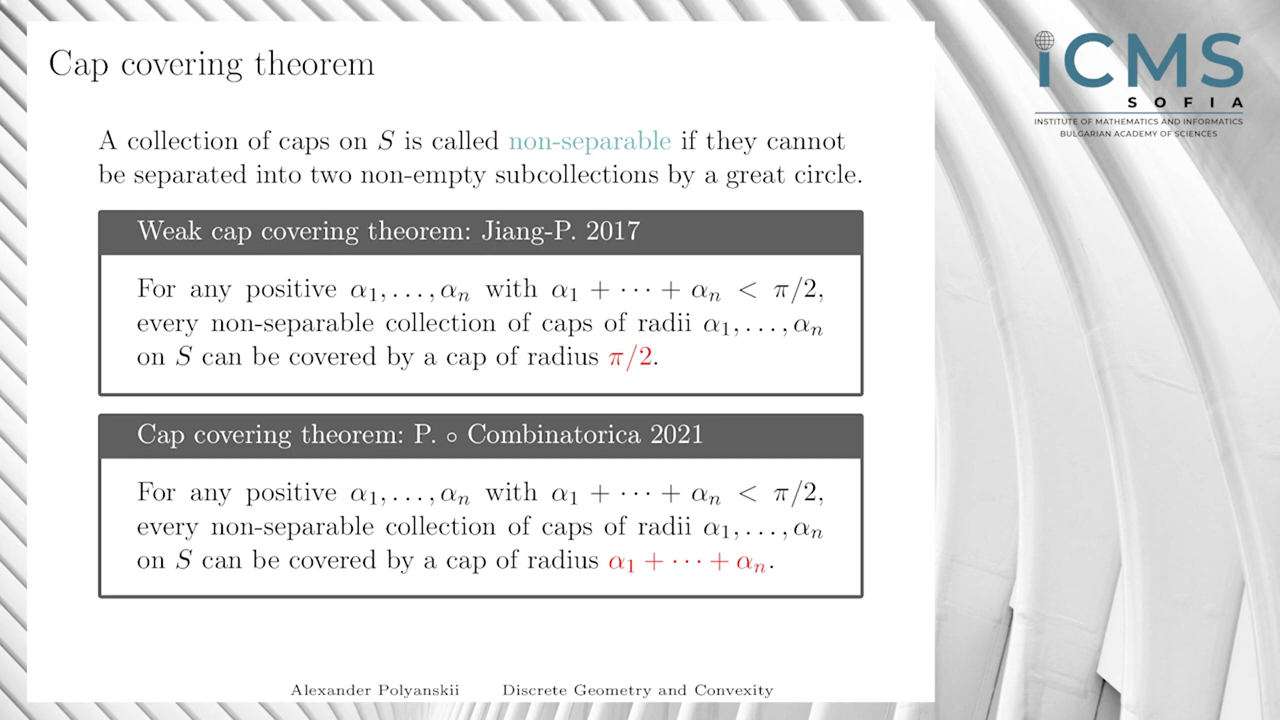 Cap covering theorem
A collection of caps on S is called non-separable if they cannot
be separated into two non-empty subcollections by a great circle.
Weak cap covering theorem: Jiang-P. 2017
For any positive α₁, . . . , αₙ with α₁ + · · · + αₙ < π/2,
every non-separable collection of caps of radii α₁, . . . , αₙ
on S can be covered by a cap of radius π/2.
Cap covering theorem: P. ∘ Combinatorica 2021
For any positive α₁, . . . , αₙ with α₁ + · · · + αₙ < π/2,
every non-separable collection of caps of radii α₁, . . . , αₙ
on S can be covered by a cap of radius α₁ + · · · + αₙ.
Alexander Polyanskii Discrete Geometry and Convexity
iCMS
SOFIA
INSTITUTE OF MATHEMATICS AND INFORMATICS
BULGARIAN ACADEMY OF SCIENCES